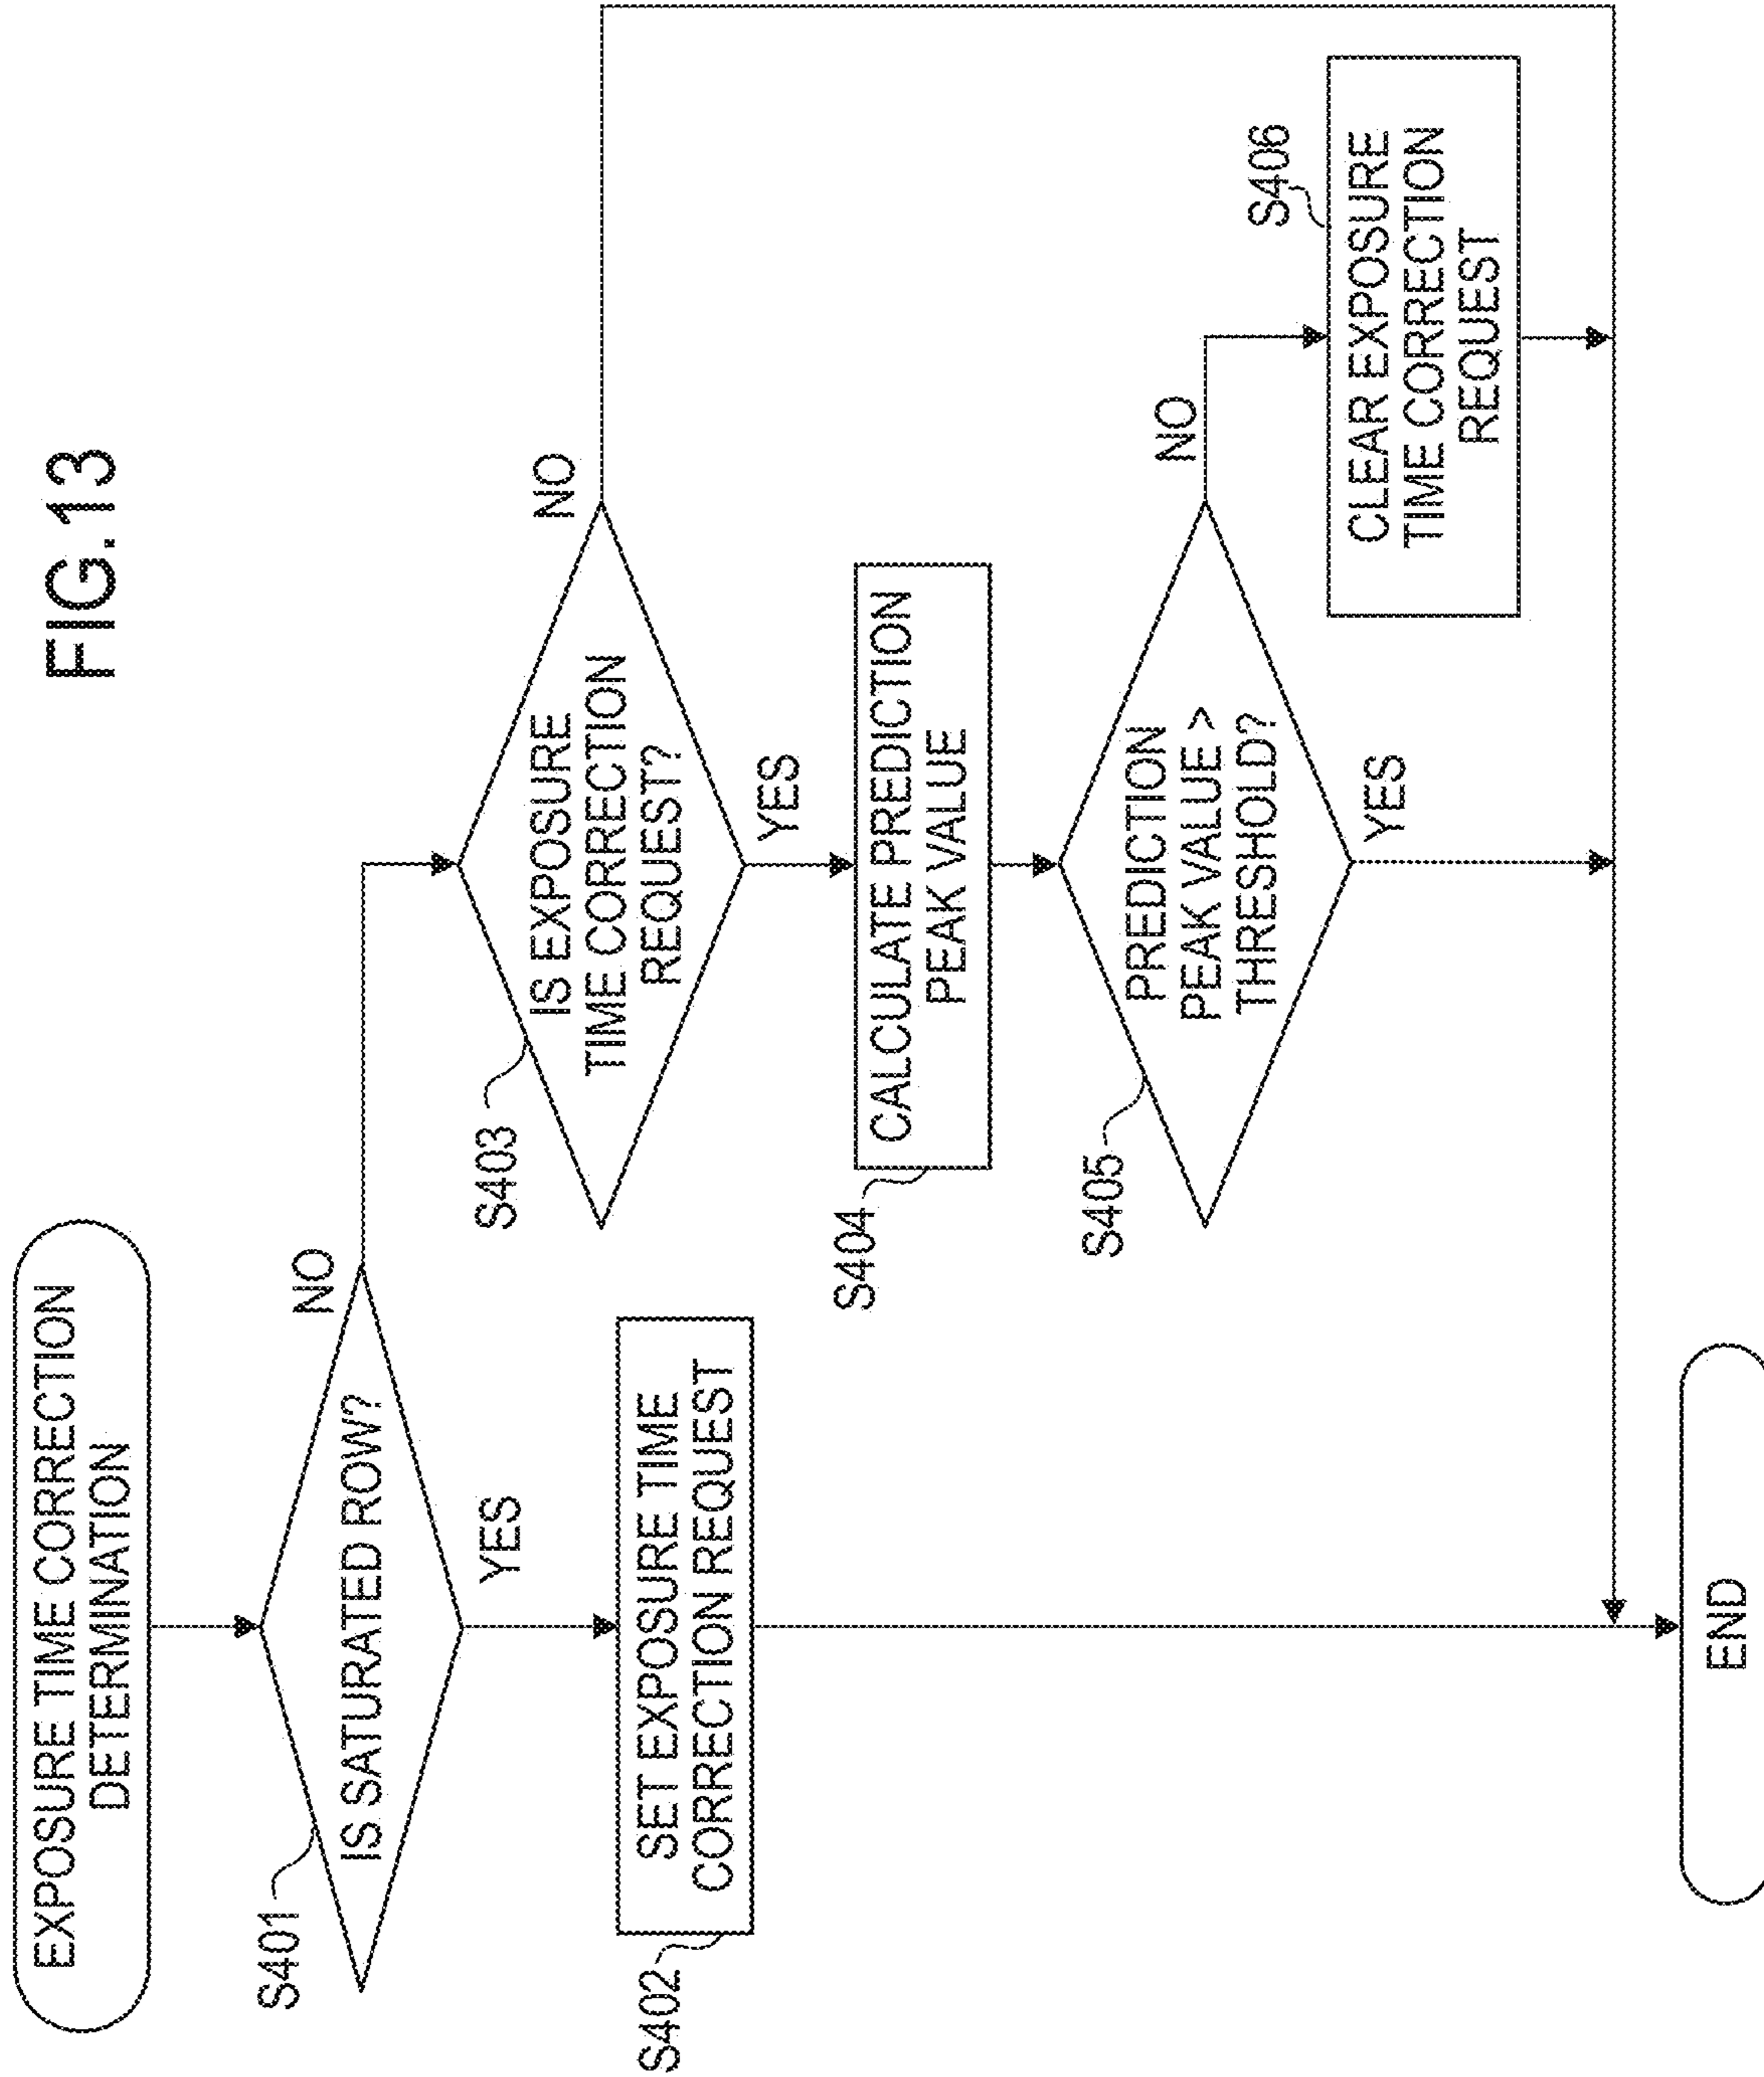 FIG.13
EXPOSURE TIME CORRECTION
DETERMINATION
S401
IS SATURATED ROW?
NO
YES
S402
SET EXPOSURE TIME
CORRECTION REQUEST
S403
IS EXPOSURE
TIME CORRECTION
REQUEST?
NO
YES
S404
CALCULATE PREDICTION
PEAK VALUE
S405
PREDICTION
PEAK VALUE >
THRESHOLD?
NO
YES
S406
CLEAR EXPOSURE
TIME CORRECTION
REQUEST
END